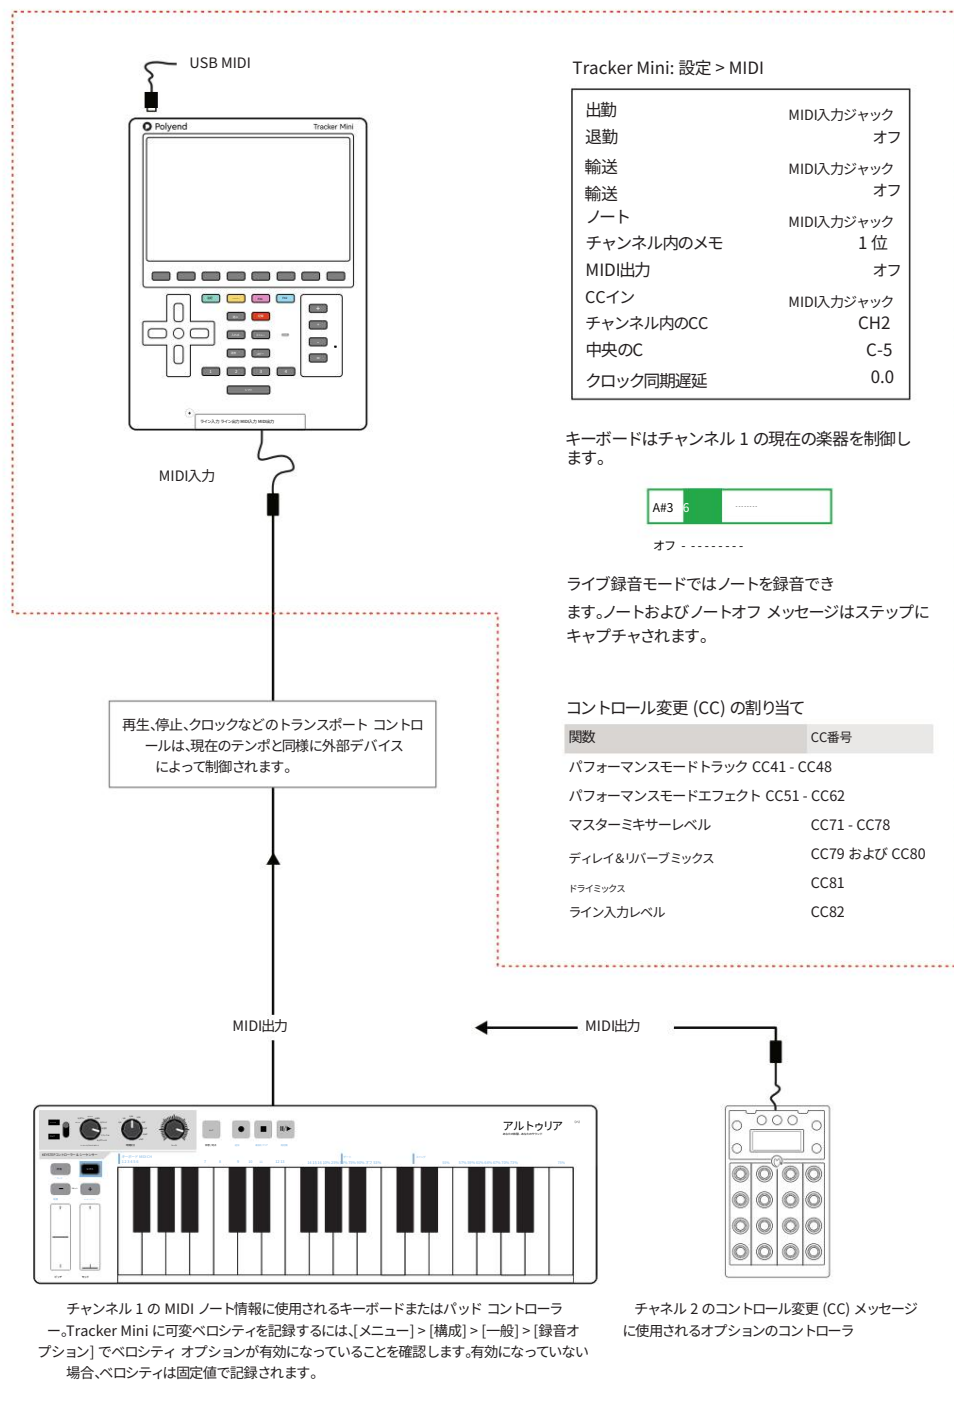 USB MIDI
Polyend
Tracker Mini
ライン入力 ライン出力 MIDI入力 MIDI出力
MIDI入力
Tracker Mini: 設定 > MIDI
出勤 MIDI入力ジャック
退勤 オフ
輸送 MIDI入力ジャック
輸送 オフ
ノート MIDI入力ジャック
チャンネル内のメモ 1 位
MIDI出力 オフ
CCイン MIDI入力ジャック
チャンネル内のCC CH2
中央のC C-5
クロック同期遅延 0.0
キーボードはチャンネル 1 の現在の楽器を制御し
ます。
A#3 6 --------
オフ - --------
ライブ録音モードではノートを録音でき
ます。ノートおよびノートオフ メッセージはステップに
キャプチャされます。
再生、停止、クロックなどのトランスポート コントロ
ールは、現在のテンポと同様に外部デバイス
によって制御されます。
コントロール変更 (CC) の割り当て
関数 CC番号
パフォーマンスモードトラック CC41 - CC48
パフォーマンスモードエフェクト CC51 - CC62
マスターミキサーレベル CC71 - CC78
ディレイ&リバーブミックス CC79 および CC80
ドライミックス CC81
ライン入力レベル CC82
MIDI出力
MIDI出力
アルトゥリア
チャンネル 1 の MIDI ノート情報に使用されるキーボードまたはパッド コントローラ
ー。Tracker Mini に可変ベロシティを記録するには、[メニュー] > [構成] > [一般] > [録音オ
プション] でベロシティ オプションが有効になっていることを確認します。有効になっていない
場合、ベロシティは固定値で記録されます。
チャネル 2 のコントロール変更 (CC) メッセージ
に使用されるオプションのコントローラ